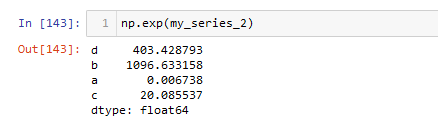 In [143]: 1 np.exp(my_series_2)
Out[143]: d 403.428793
b 1096.633158
a 0.006738
c 20.085537
dtype: float64